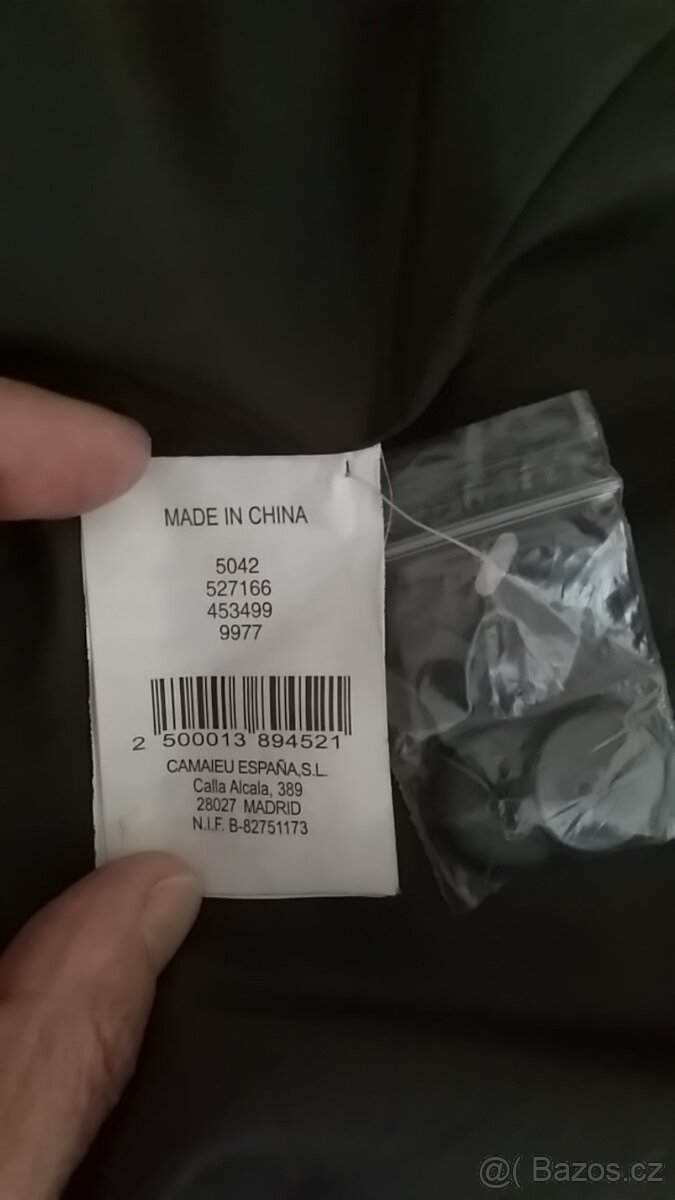 MADE IN CHINA
5042
527166
453499
9977
2 500013 894521
CAMAIEU ESPAÑA,S.L.
Calla Alcala, 389
28027 MADRID
N.I.F. B-82751173
@( Bazos.cz